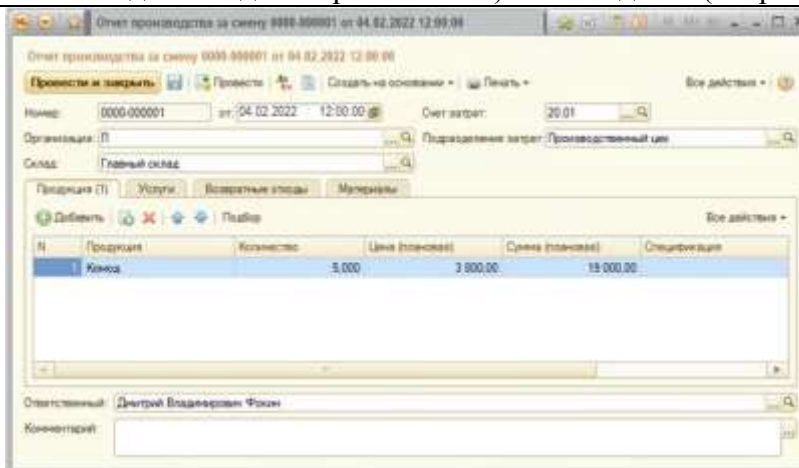 Отчет производства за смену 0000-000001 от 04.02.2022 12:00:00
Отчет производства за смену 0000-000001 от 04.02.2022 12:00:00
Провести и закрыть Провести Создать на основании Печать Все действия
Номер: 0000-000001 от: 04.02.2022 12:00:00 Счет затрат: 20.01
Организация: П Подразделение затрат: Производственный цех
Склад: Главный склад
Продукция (1) Услуги Возвратные отходы Материалы
Добавить Подбор Все действия
N Продукция Количество Цена (плановая) Сумма (плановая) Спецификация
1 Комод 5,000 3 800,00 19 000,00
Ответственный: Дмитрий Владимирович Фокин
Комментарий: